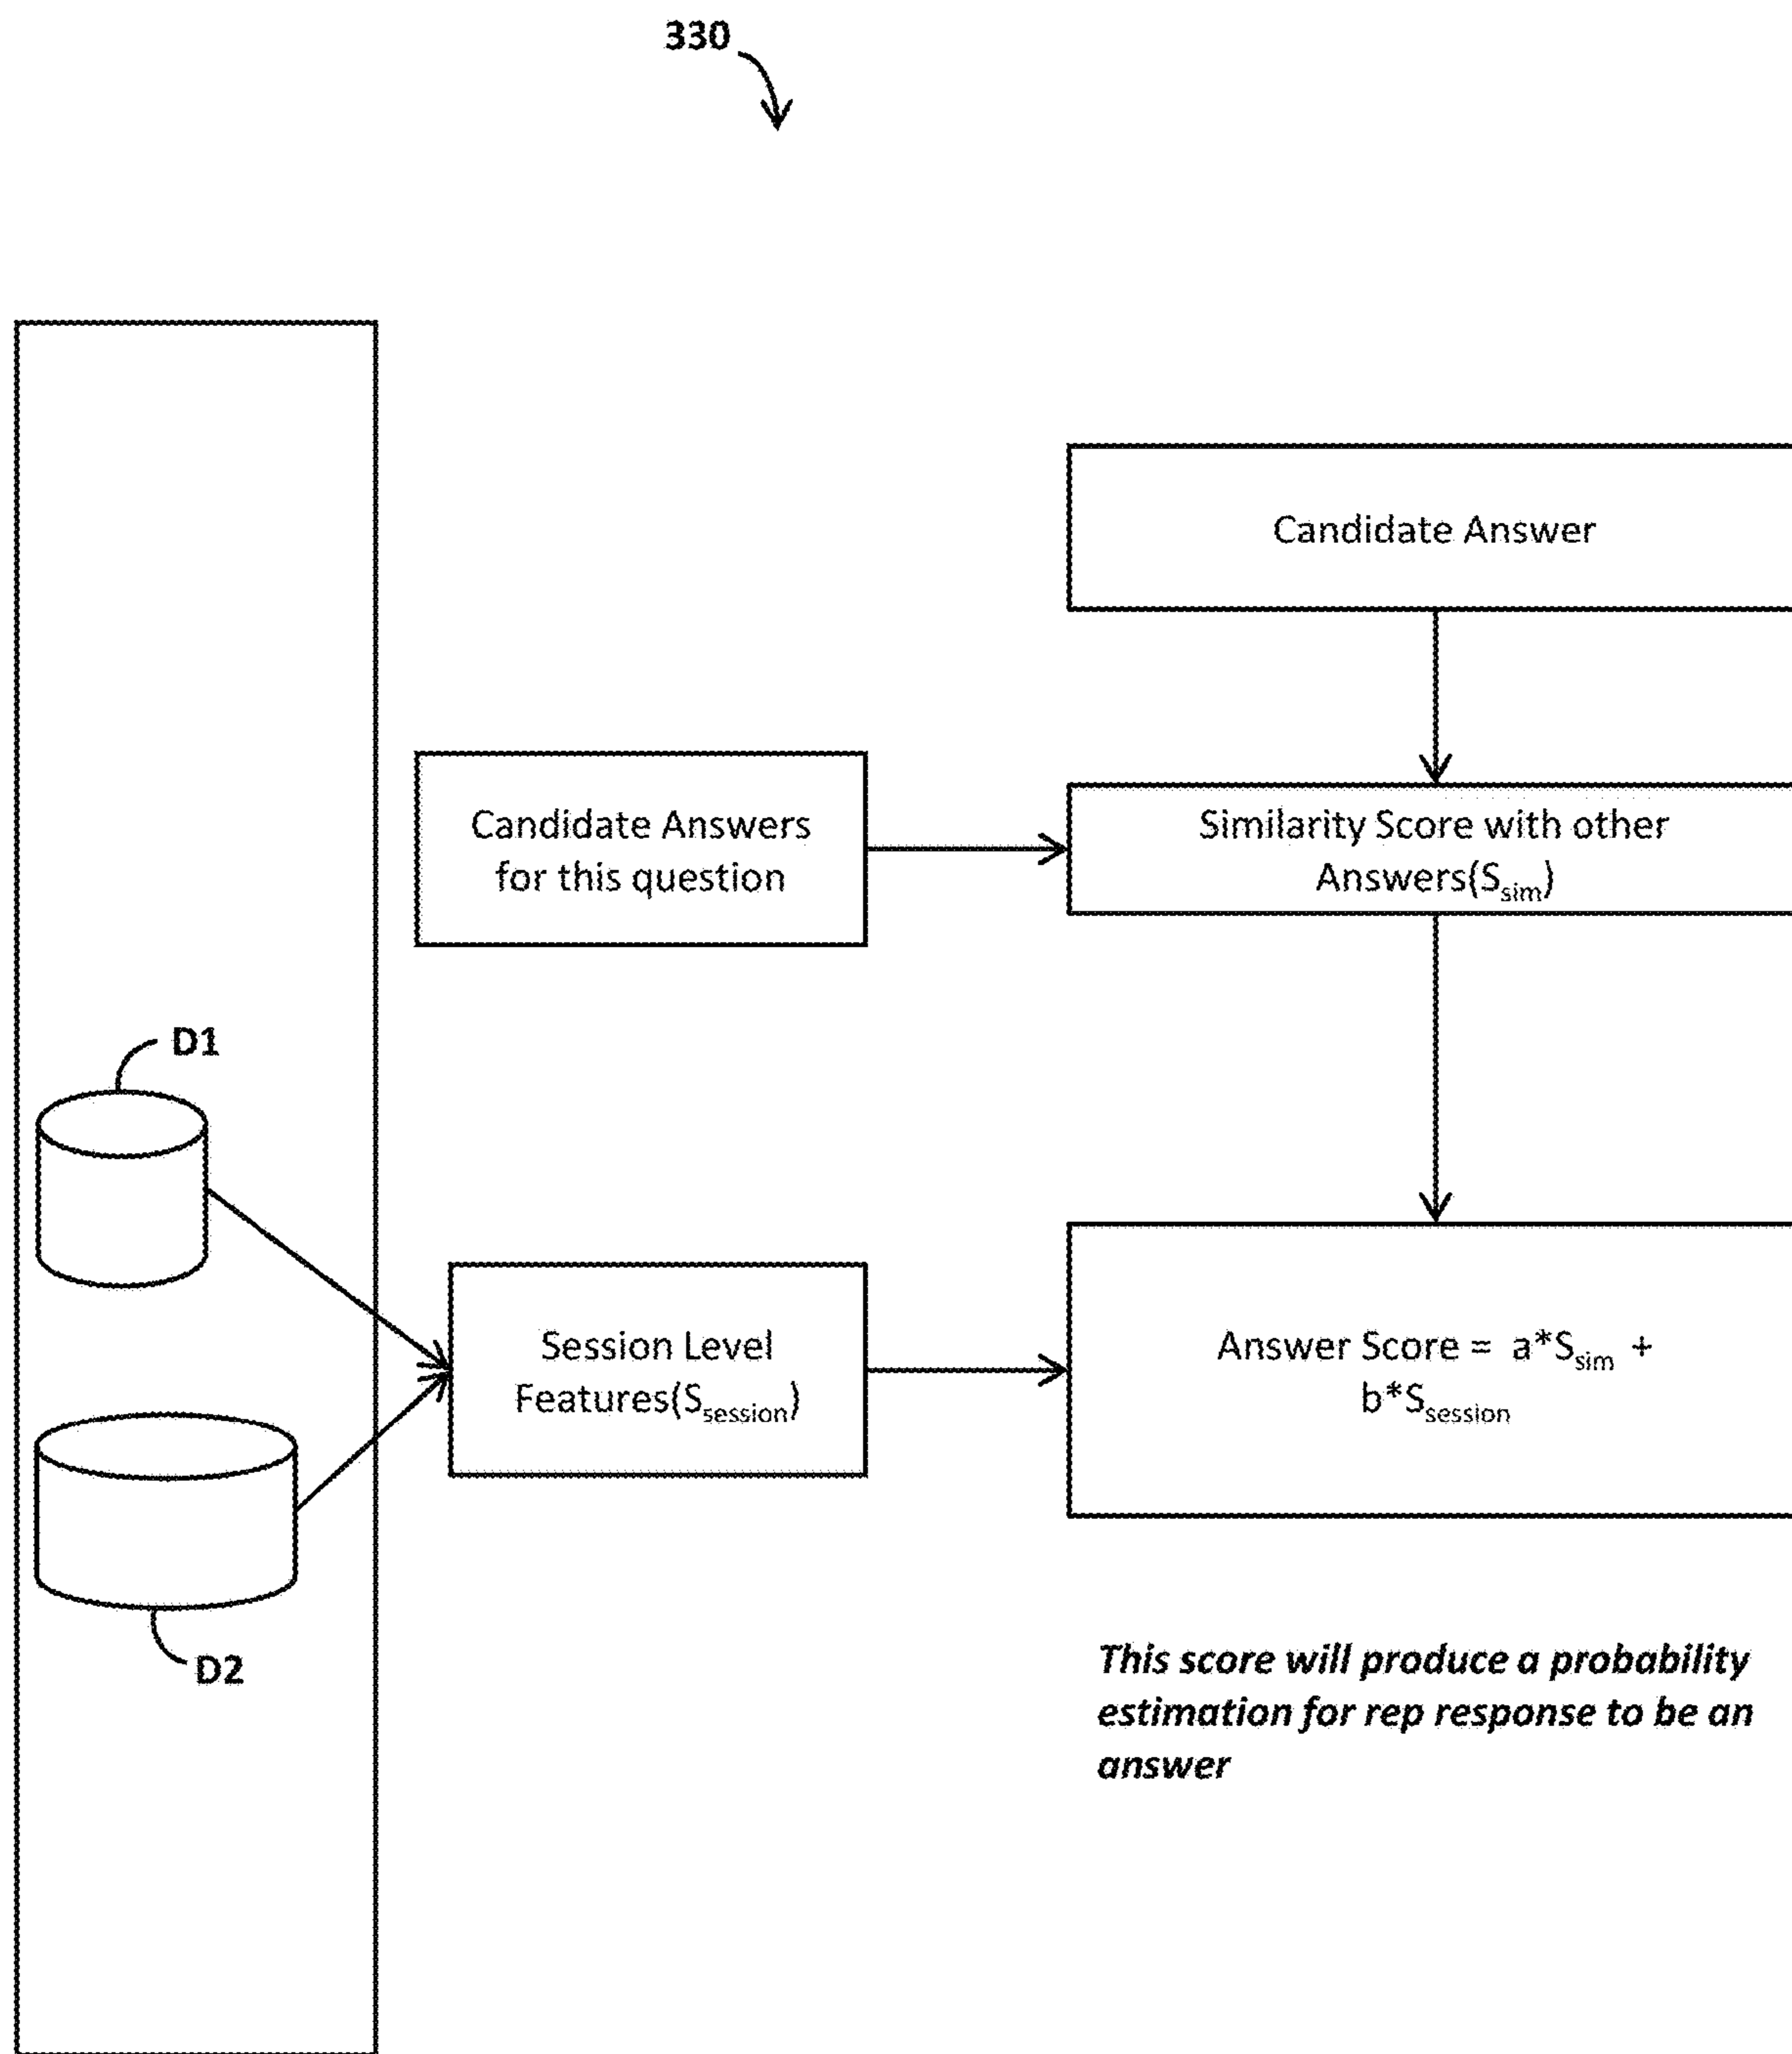 330
Candidate Answer
Candidate Answers
for this question
Similarity Score with other
Answers(Ssim)
D1
Session Level
Features(Ssession)
Answer Score = a*Ssim +
b*Ssession
D2
This score will produce a probability
estimation for rep response to be an
answer